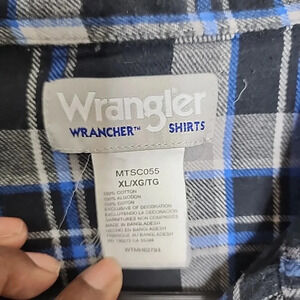 Wrangler
WRANCHER™ SHIRTS
MTSC055
XL/XG/TG
100% COTTON
100% ALGODON
100% COTON
EXCLUSIVE OF DECORATION
EXCLUYENDO LA DECORACION
GARNITURES NON COMPRISES
MADE IN BANGLADESH
HECHO EN BANGLADESH
FABRIQUE AU BANGLADESH